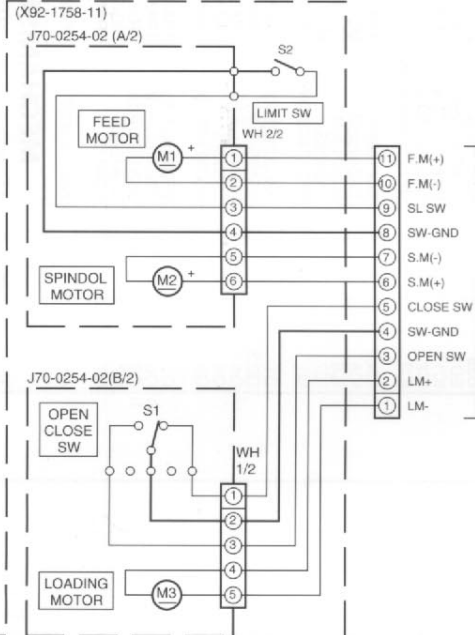 (X92-1758-11)
J70-0254-02 (A/2)
S2
LIMIT SW
FEED
MOTOR
WH 2/2
M1
+
1
2
3
4
5
6
M2
+
SPINDOL
MOTOR
11 F.M(+)
10 F.M(-)
9 SL SW
8 SW-GND
7 S.M(-)
6 S.M(+)
5 CLOSE SW
4 SW-GND
3 OPEN SW
2 LM+
1 LM-
J70-0254-02(B/2)
OPEN
CLOSE
SW
S1
WH
1/2
1
2
3
4
5
LOADING
MOTOR
M3